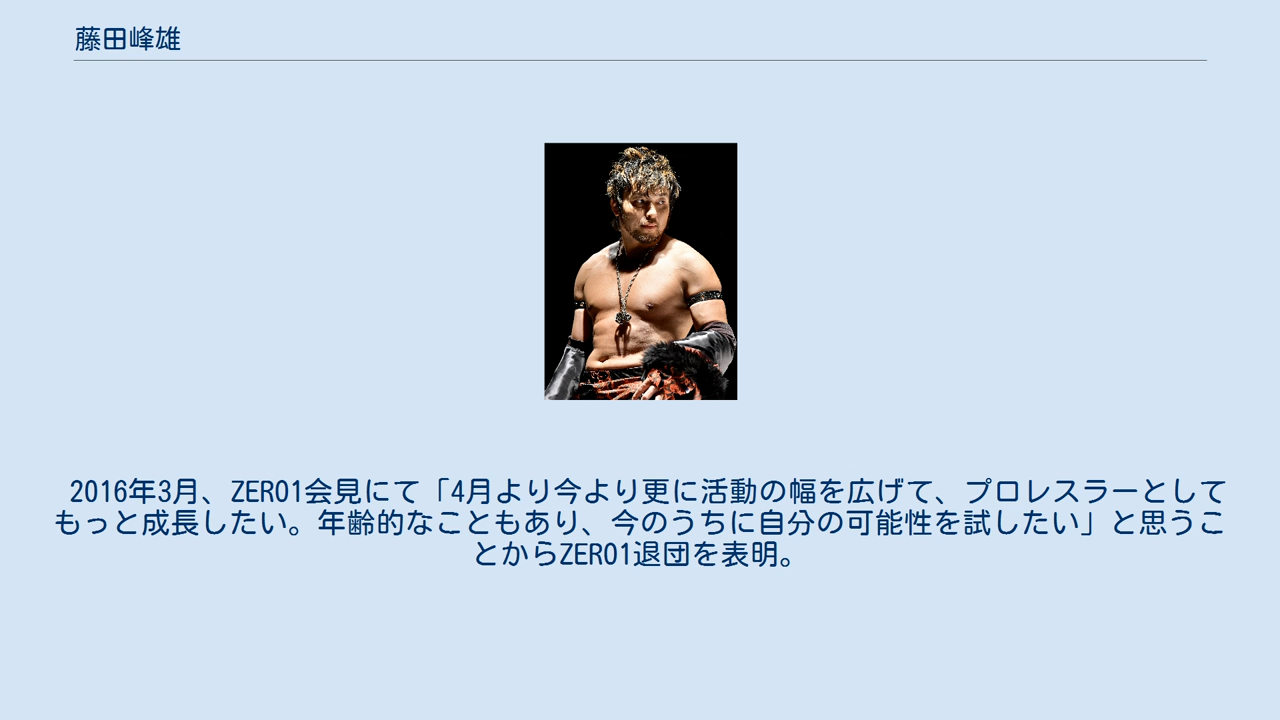 藤田峰雄
2016年3月、ZERO1会見にて「4月より今より更に活動の幅を広げて、プロレスラーとして
もっと成長したい。年齢的なこともあり、今のうちに自分の可能性を試したい」と思うこ
とからZERO1退団を表明。